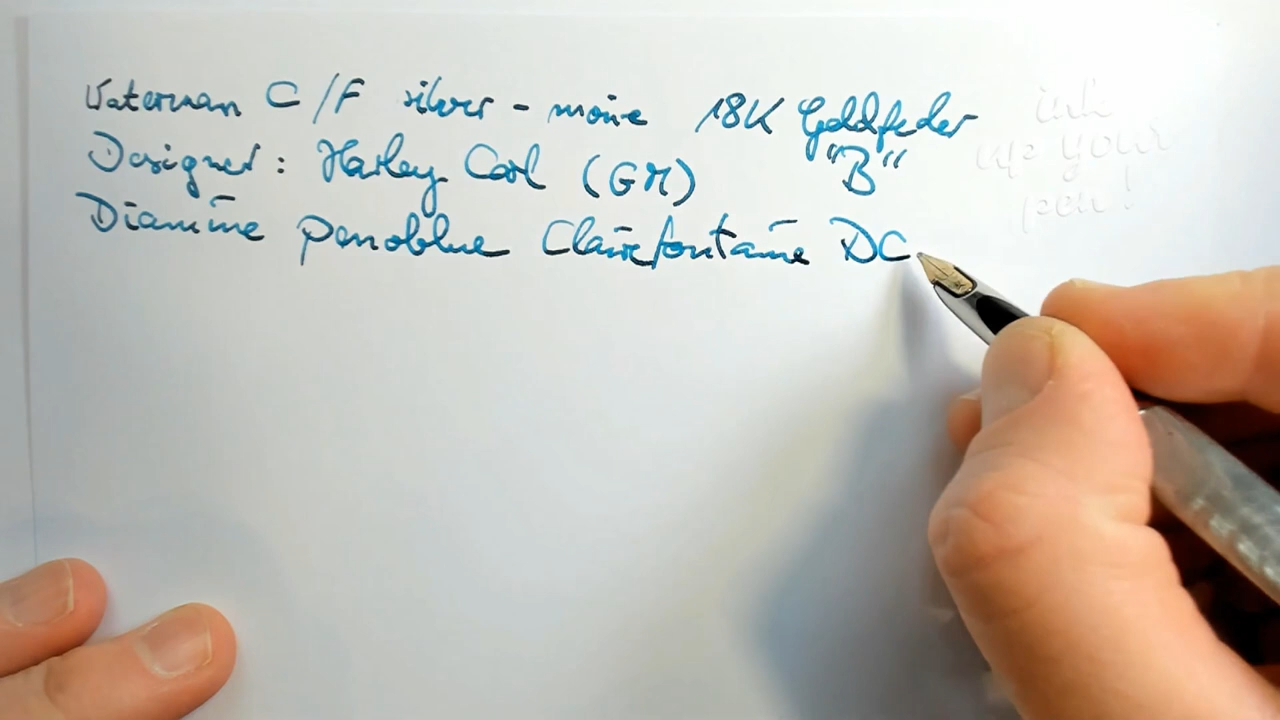 Waterman C/F silver - moire 18K Goldfeder
Designer: Harley Earl (GM) "B"
Diamine penoblue Clairefontaine DC
ink
up your
pen!